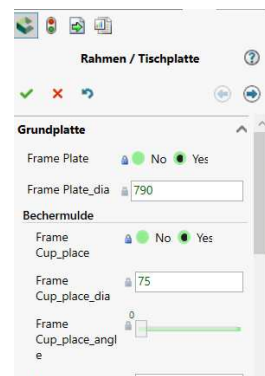 Rahmen / Tischplatte
Grundplatte
Frame Plate No Yes
Frame Plate_dia 790
Bechermulde
Frame No Yes
Cup_place
Frame 75
Cup_place_dia
0
Frame
Cup_place_angl
e